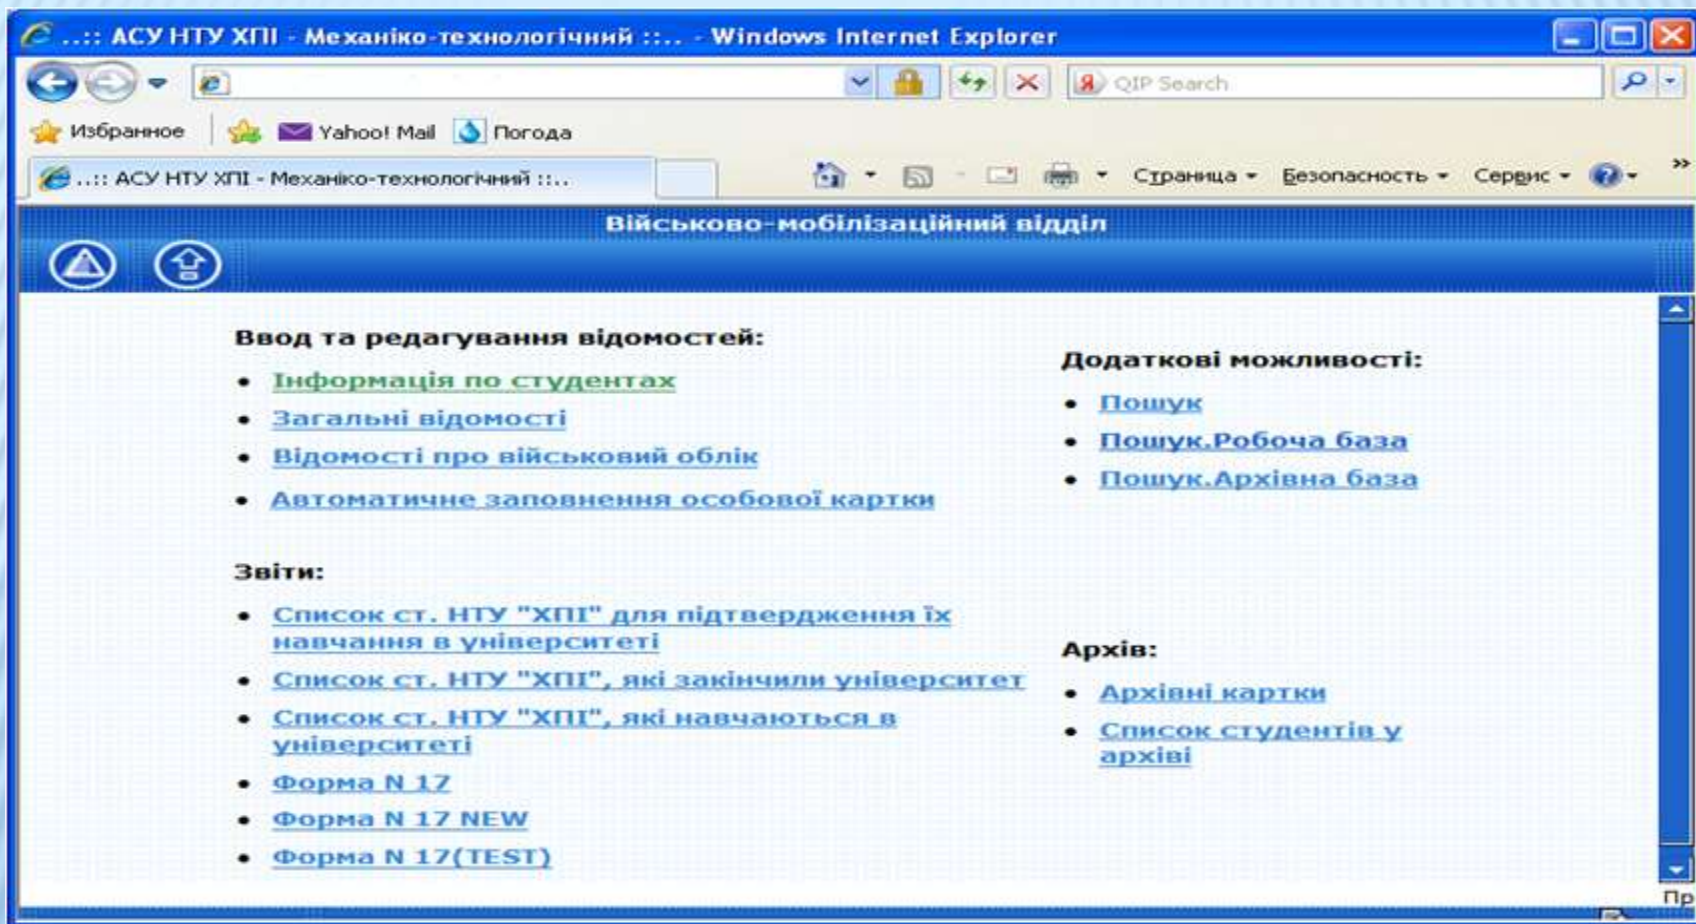 ..:: АСУ НТУ ХПІ - Механіко-технологічний ::.. - Windows Internet Explorer
QIP Search
Избранное Yahoo! Mail Погода
..:: АСУ НТУ ХПІ - Механіко-технологічний ::.. Страница Безопасность Сервис »
Військово-мобілізаційний відділ
Ввод та редагування відомостей:
• Інформація по студентах
• Загальні відомості
• Відомості про військовий облік
• Автоматичне заповнення особової картки
Додаткові можливості:
• Пошук
• Пошук.Робоча база
• Пошук.Архівна база
Звіти:
• Список ст. НТУ "ХПІ" для підтвердження їх
навчання в університеті
• Список ст. НТУ "ХПІ", які закінчили університет
• Список ст. НТУ "ХПІ", які навчаються в
університеті
• Форма N 17
• Форма N 17 NEW
• Форма N 17(TEST)
Архів:
• Архівні картки
• Список студентів у
архіві
Пр